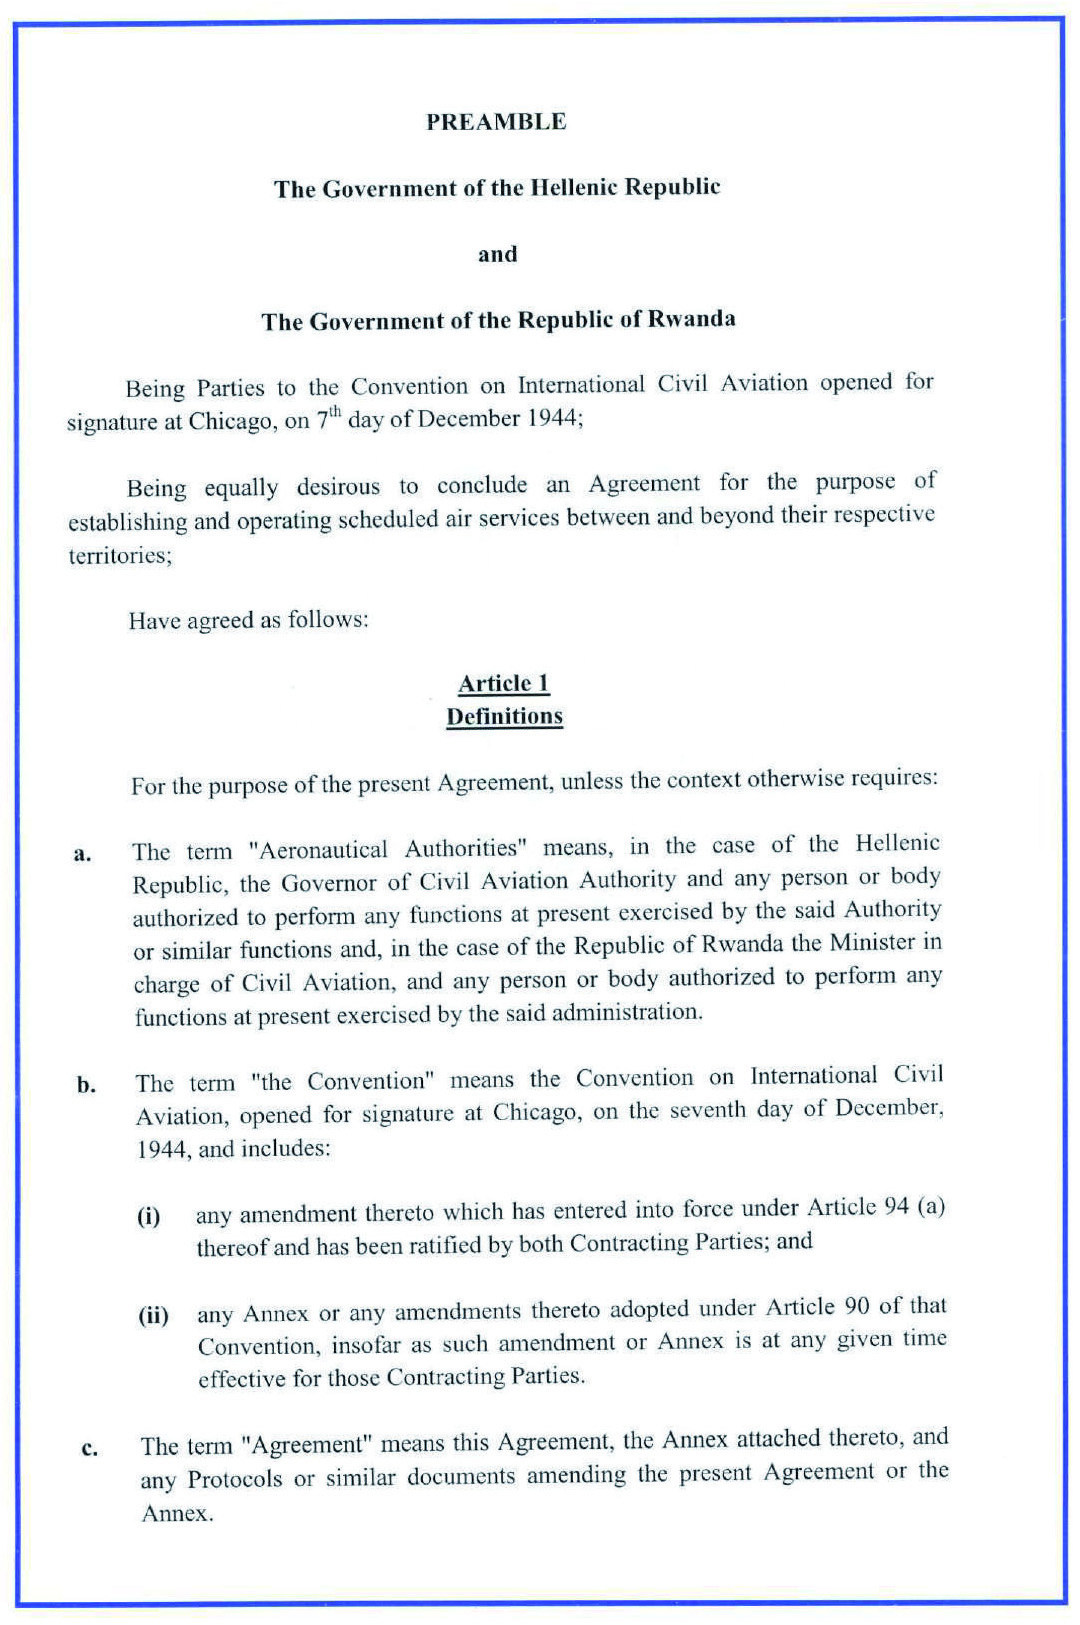 PREAMBLE
The Government of the Hellenic Republic
and
The Government of the Republic of Rwanda
Being Parties to the Convention on International Civil Aviation opened for
signature at Chicago, on 7th day of December 1944;
Being equally desirous to conclude an Agreement for the purpose of
establishing and operating scheduled air services between and beyond their respective
territories;
Have agreed as follows:
Article 1
Definitions
For the purpose of the present Agreement, unless the context otherwise requires:
a. The term "Aeronautical Authorities" means, in the case of the Hellenic
Republic, the Governor of Civil Aviation Authority and any person or body
authorized to perform any functions at present exercised by the said Authority
or similar functions and, in the case of the Republic of Rwanda the Minister in
charge of Civil Aviation, and any person or body authorized to perform any
functions at present exercised by the said administration.
b. The term "the Convention" means the Convention on International Civil
Aviation, opened for signature at Chicago, on the seventh day of December,
1944, and includes:
(i) any amendment thereto which has entered into force under Article 94 (a)
thereof and has been ratified by both Contracting Parties; and
(ii) any Annex or any amendments thereto adopted under Article 90 of that
Convention, insofar as such amendment or Annex is at any given time
effective for those Contracting Parties.
c. The term "Agreement" means this Agreement, the Annex attached thereto, and
any Protocols or similar documents amending the present Agreement or the
Annex.